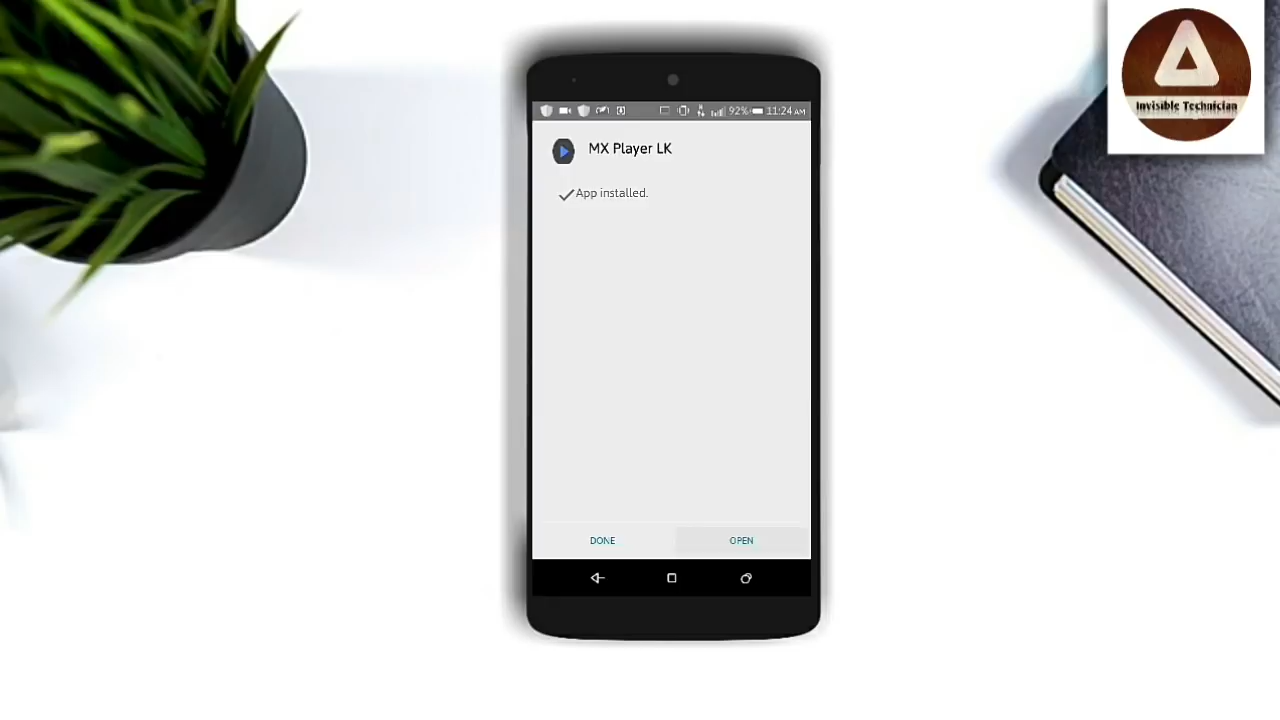 Invisible Technician
92% 11:24 AM
MX Player LK
App installed.
DONE
OPEN